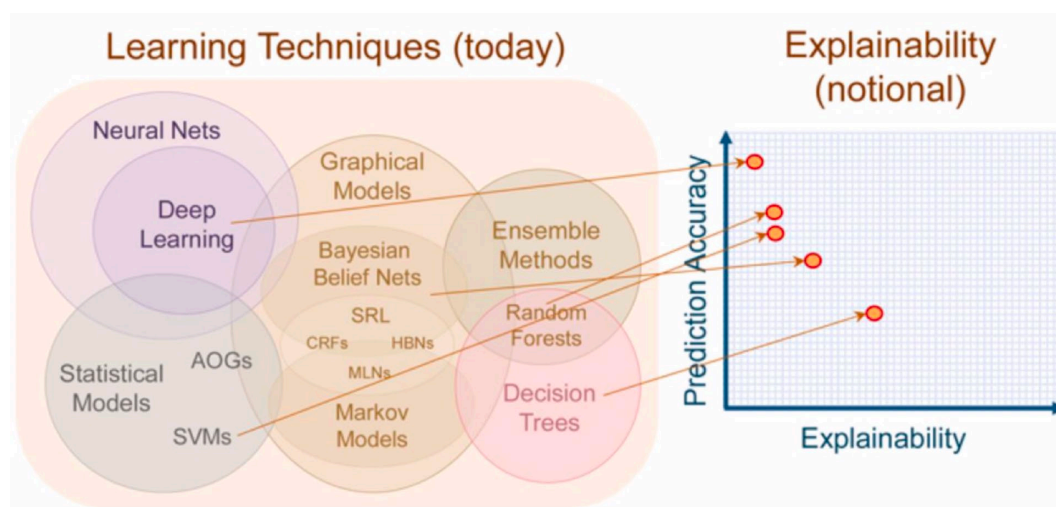 Learning Techniques (today)
Explainability
(notional)
Neural Nets
Graphical
Models
Deep
Learning
Ensemble
Methods
Bayesian
Belief Nets
SRL
CRFs
HBNs
Random
Forests
AOGs
Statistical
Models
MLNs
Decision
Trees
Markov
Models
SVMs
Prediction Accuracy
Explainability